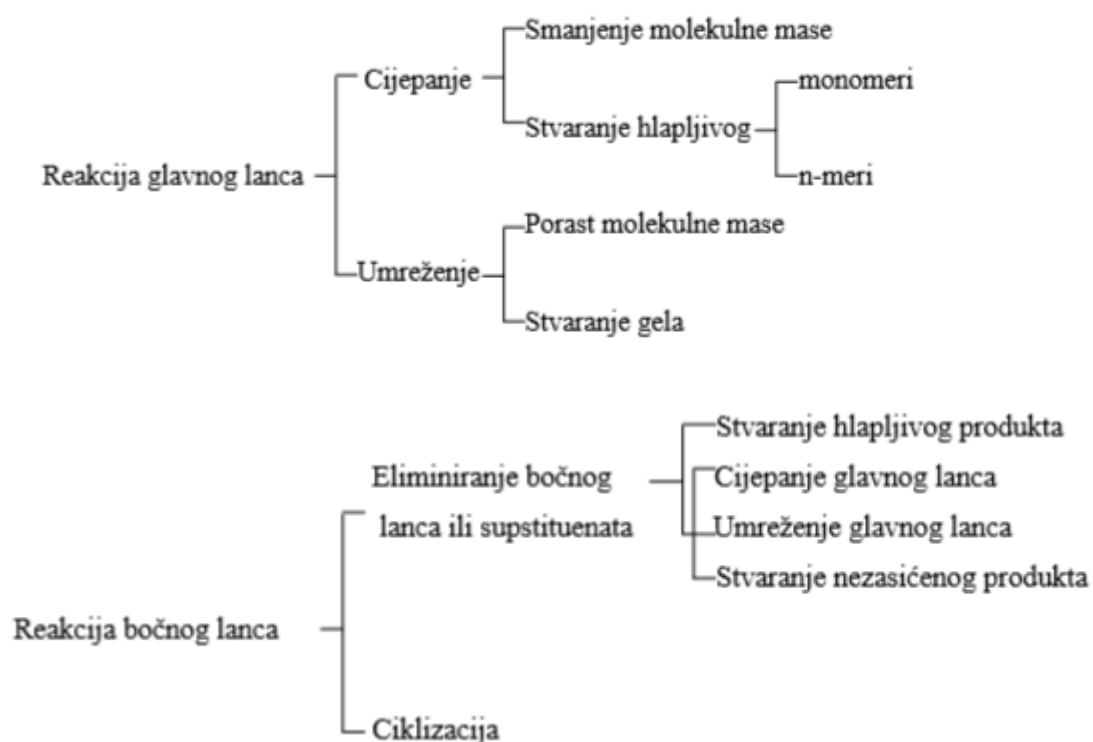 Smanjenje molekulne mase
Cijepanje
monomeri
Stvaranje hlapljivog
Reakcija glavnog lanca
n-meri
Porast molekulne mase
Umreženje
Stvaranje gela
Stvaranje hlapljivog produkta
Eliminiranje bočnog
Cijepanje glavnog lanca
lanca ili supstituenata
Umreženje glavnog lanca
Stvaranje nezasićenog produkta
Reakcija bočnog lanca
Ciklizacija